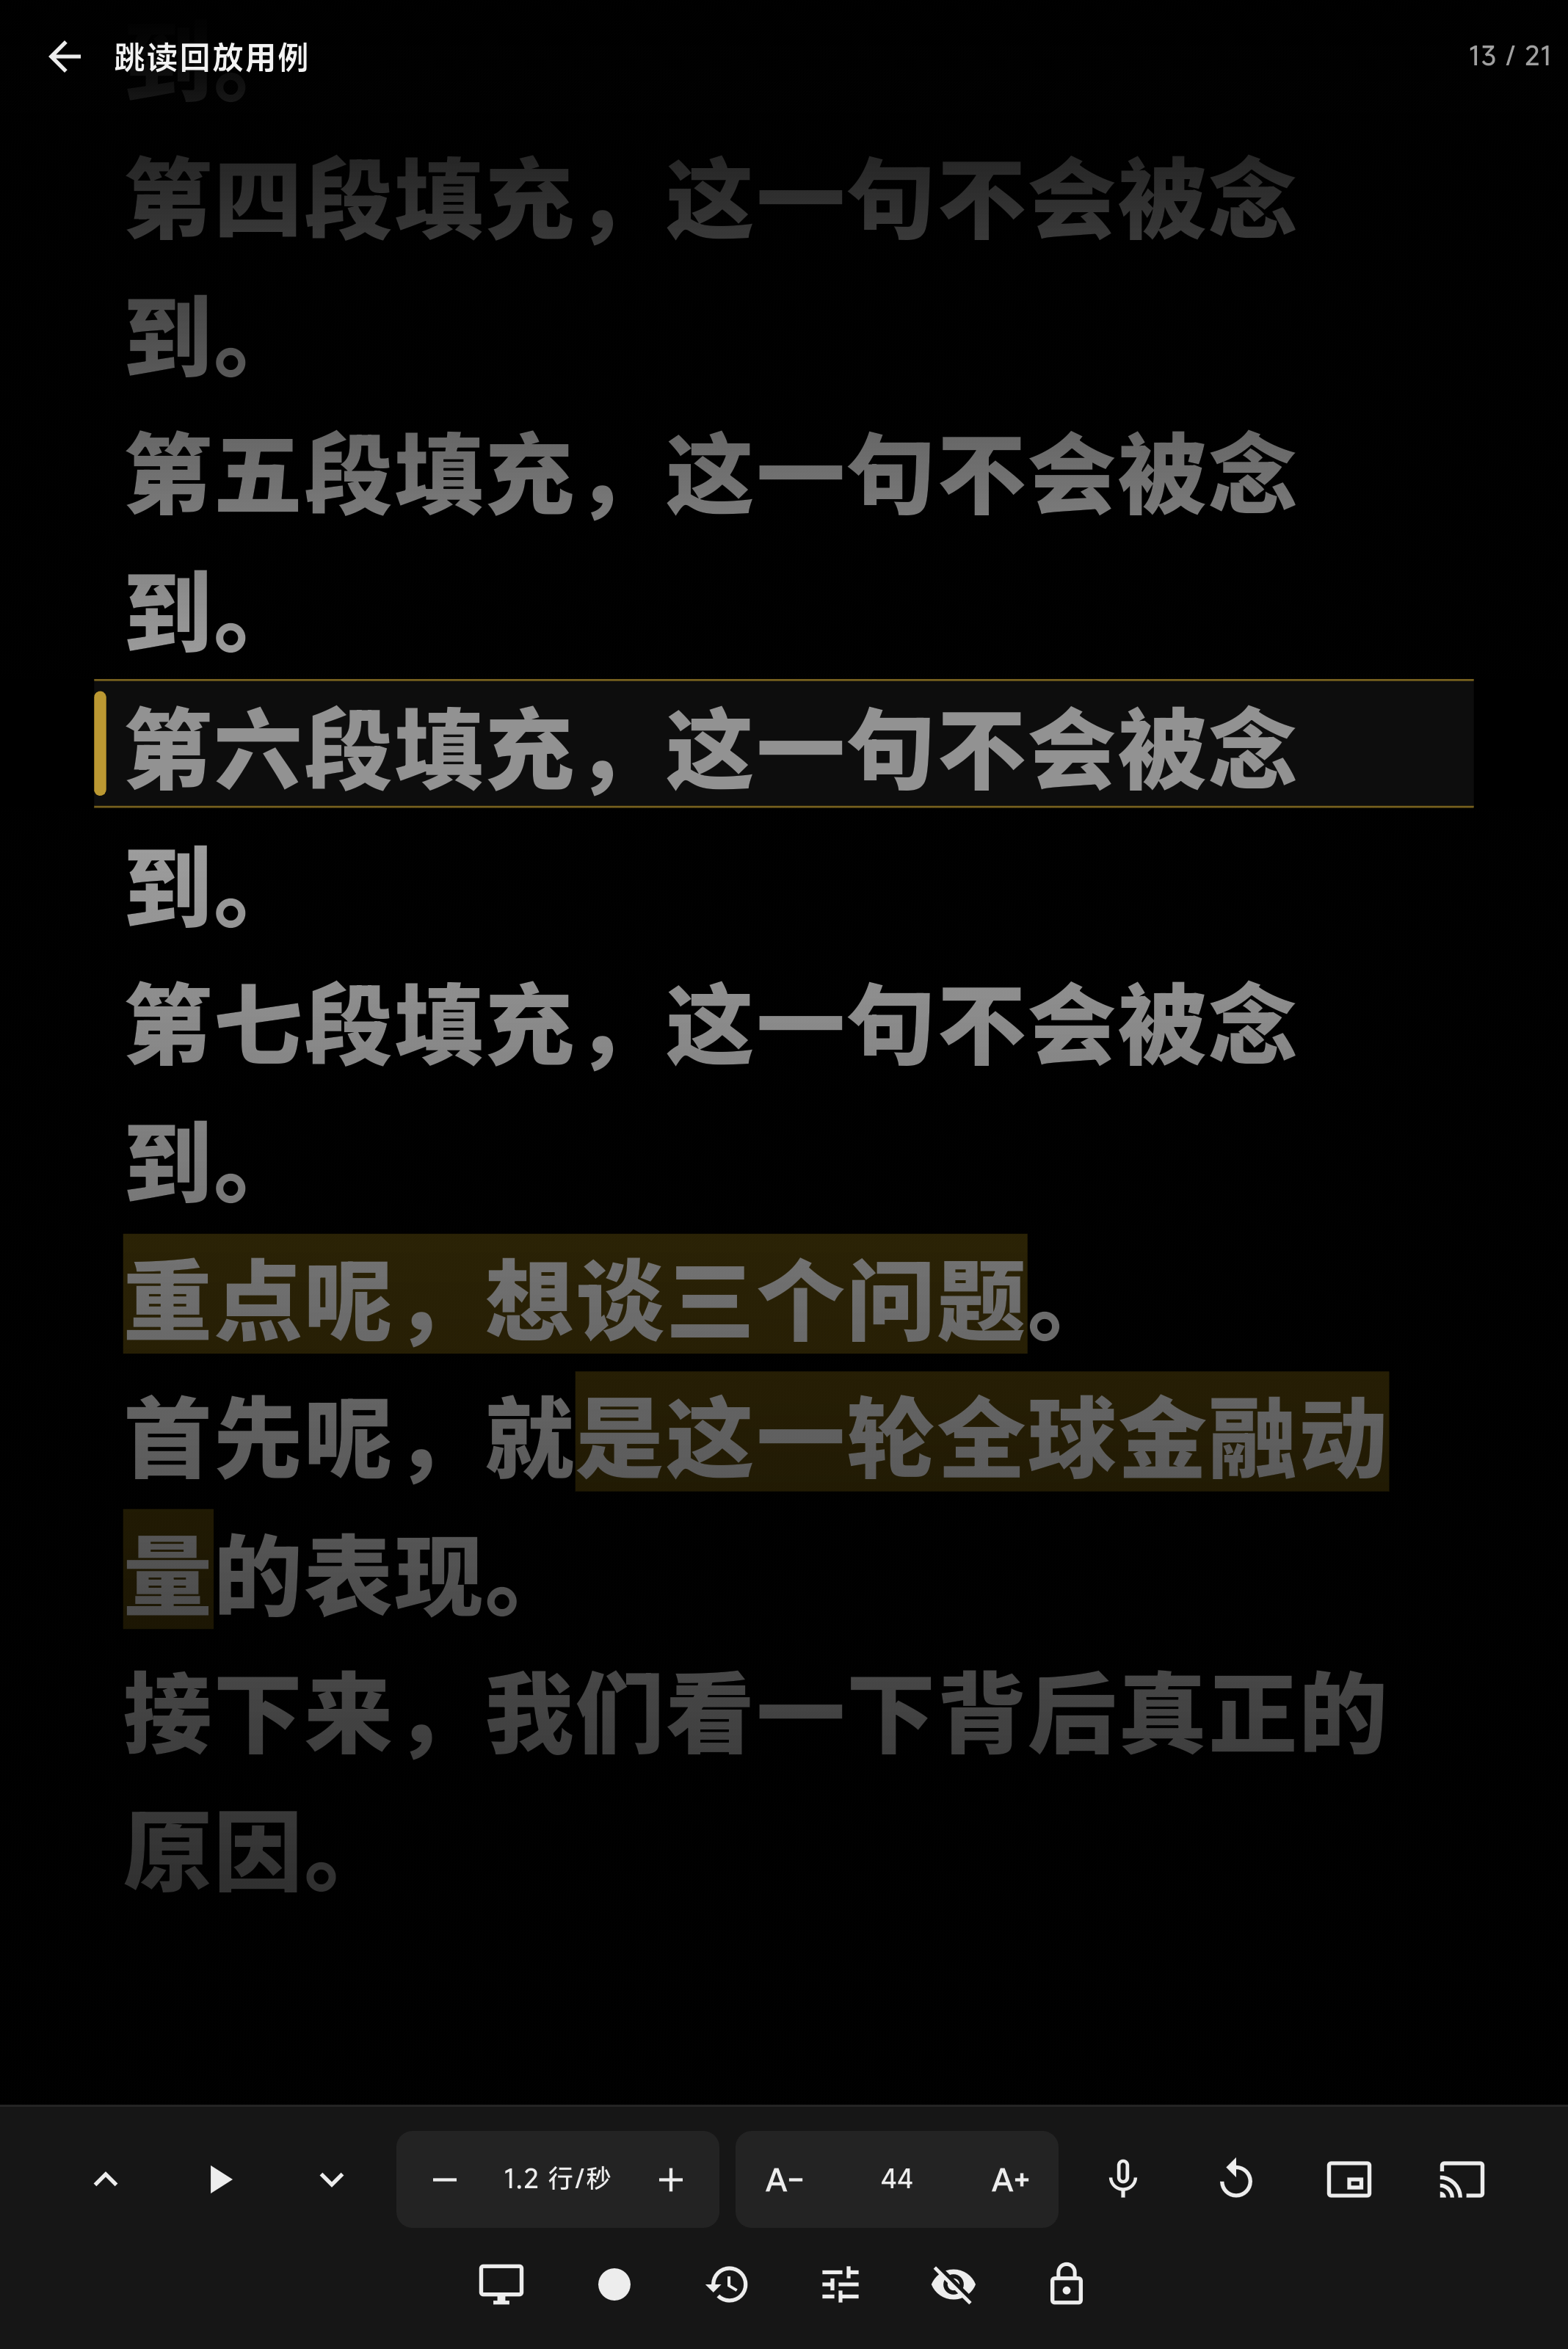 跳读回放用例
13 / 21
到。
第四段填充，这一句不会被念
到。
第五段填充，这一句不会被念
到。
第六段填充，这一句不会被念
到。
第七段填充，这一句不会被念
到。
重点呢，想谈三个问题。
首先呢，就是这一轮全球金融动
量的表现。
接下来，我们看一下背后真正的
原因。
1.2 行/秒
A-
44
A+